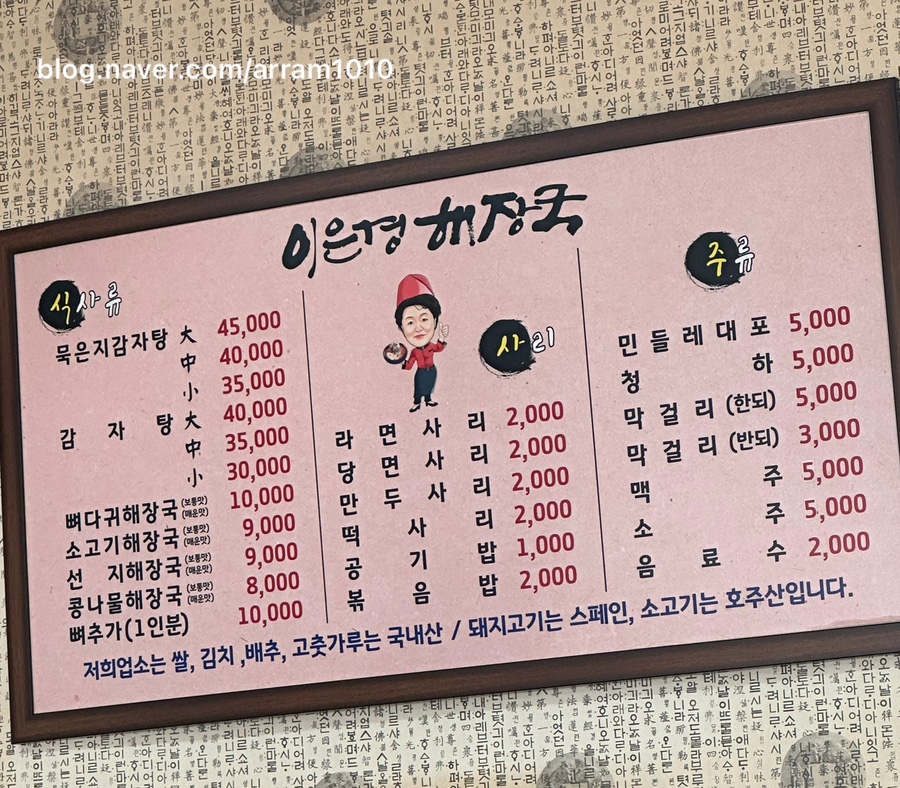 blog.naver.com/arram1010
이은경 해장국
식사류
묵은지감자탕 大 45,000
中 40,000
小 35,000
감자탕 大 40,000
中 35,000
小 30,000
뼈다귀해장국 (보통맛) (매운맛) 10,000
소고기해장국 (보통맛) (매운맛) 9,000
선지해장국 (보통맛) (매운맛) 9,000
콩나물해장국 (보통맛) (매운맛) 8,000
뼈추가(1인분) 10,000
사리
라면사리 2,000
당면사리 2,000
만두사리 2,000
떡사리 2,000
공기밥 1,000
볶음밥 2,000
주류
민들레대포 5,000
청하 5,000
막걸리 (한되) 5,000
막걸리 (반되) 3,000
맥주 5,000
소주 5,000
음료수 2,000
저희업소는 쌀, 김치 ,배추, 고춧가루는 국내산 / 돼지고기는 스페인, 소고기는 호주산입니다.